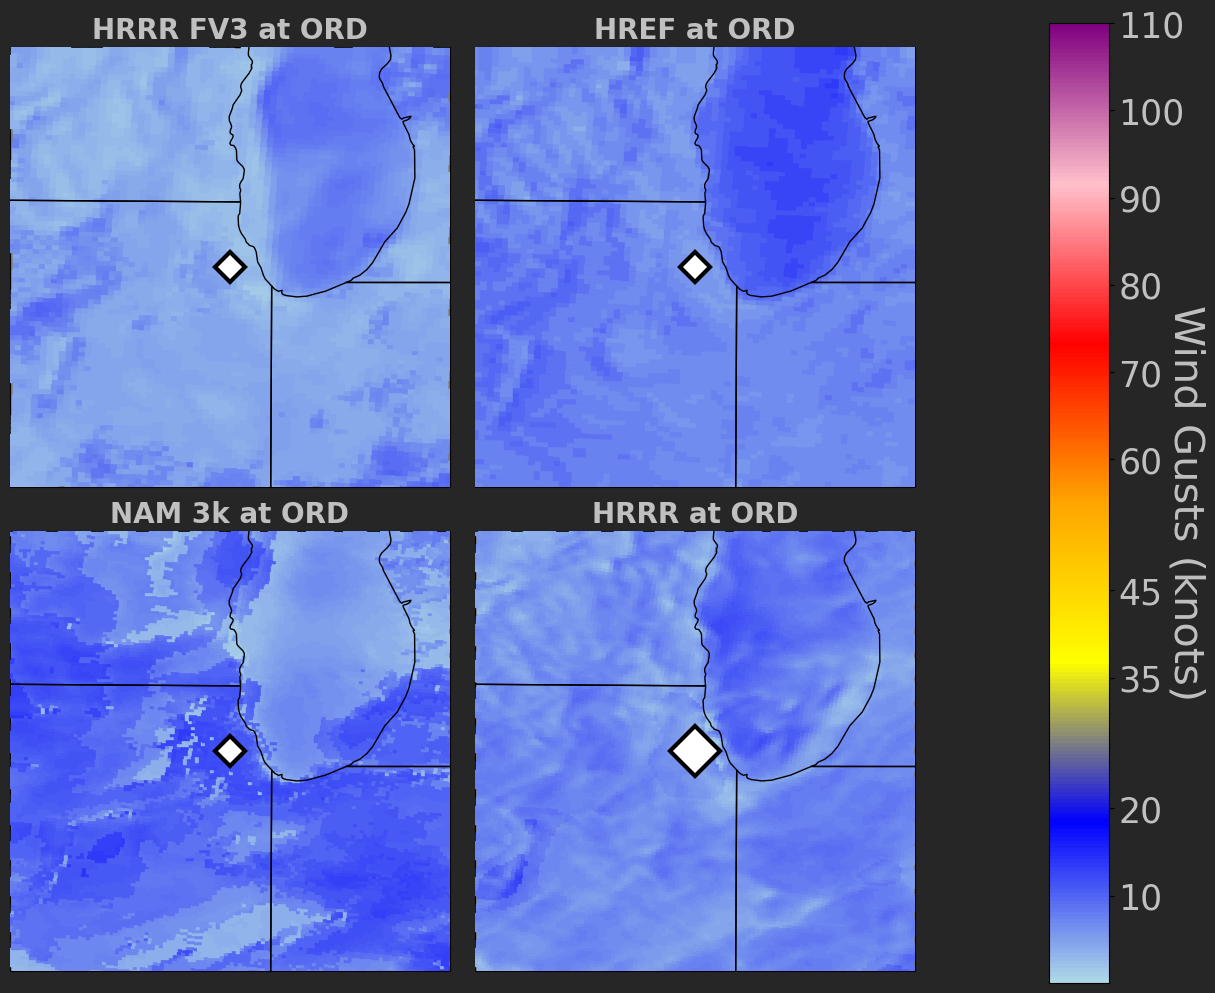 HRRR FV3 at ORD
HREF at ORD
NAM 3k at ORD
HRRR at ORD
110
100
90
80
70
60
45
35
20
10
Wind Gusts (knots)